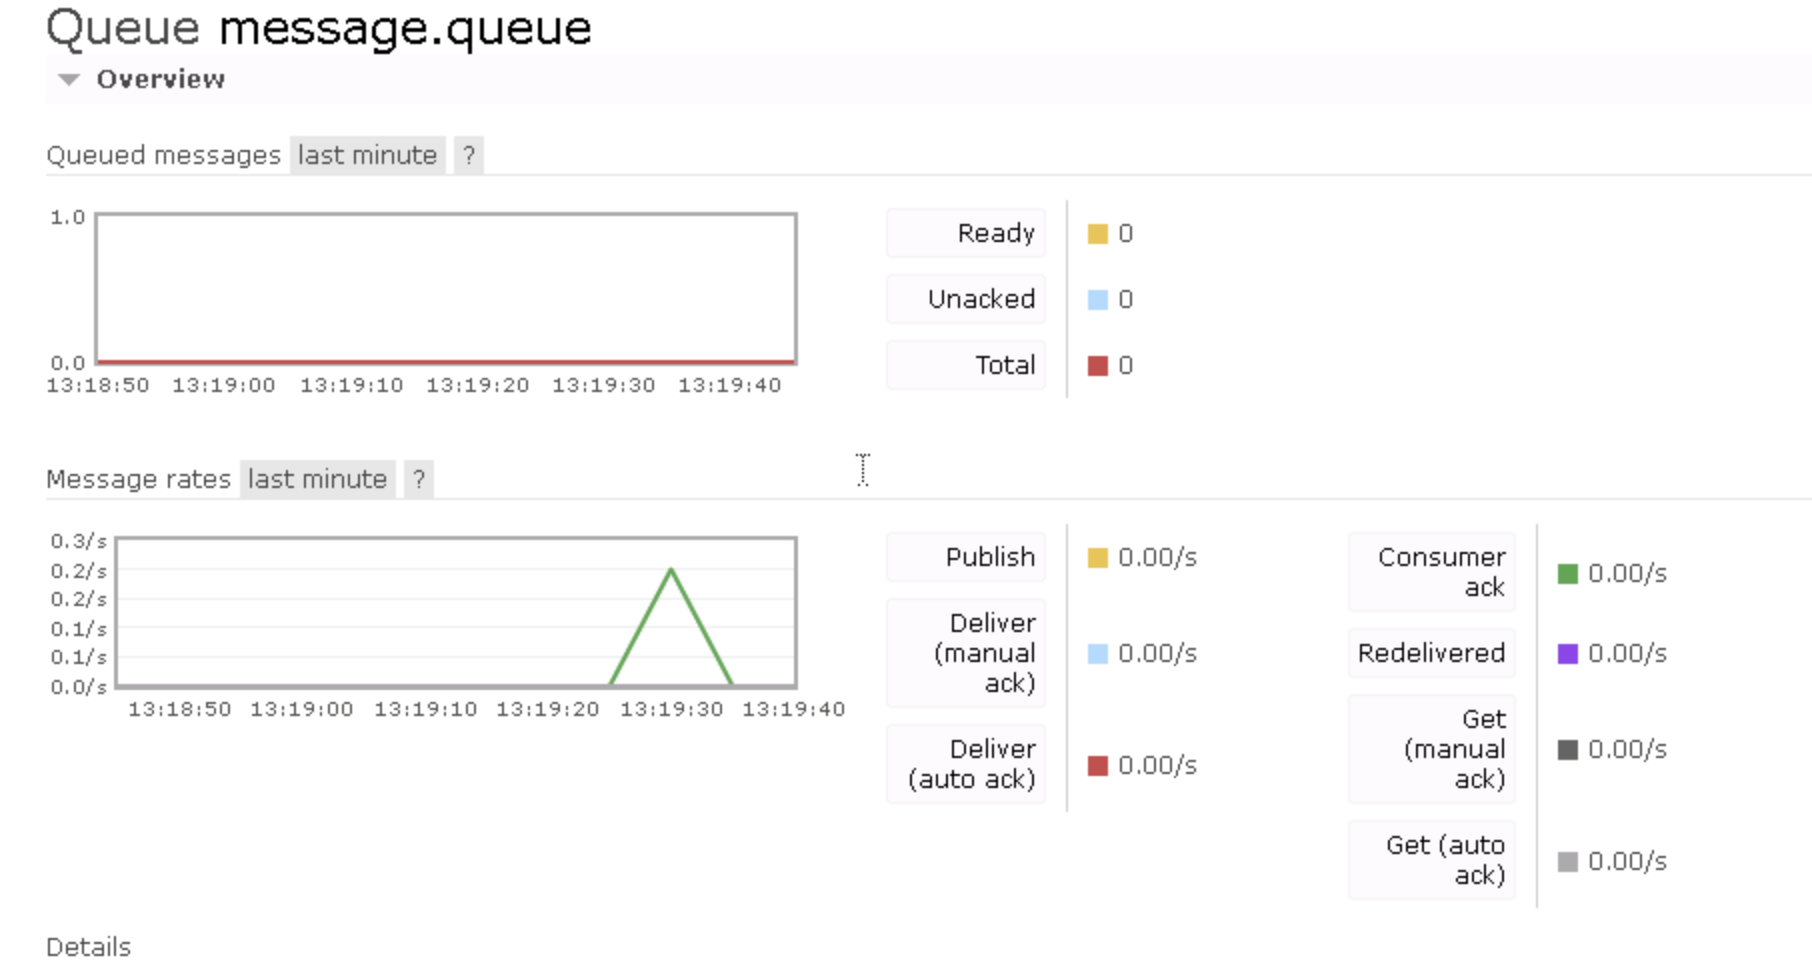 Queue message.queue
Overview
Queued messages last minute ?
1.0
0.0
13:18:50 13:19:00 13:19:10 13:19:20 13:19:30 13:19:40
Ready 0
Unacked 0
Total 0
Message rates last minute ?
0.3/s
0.2/s
0.2/s
0.1/s
0.1/s
0.0/s
13:18:50 13:19:00 13:19:10 13:19:20 13:19:30 13:19:40
Publish 0.00/s
Deliver
(manual
ack)
0.00/s
Deliver
(auto ack)
0.00/s
Consumer
ack
0.00/s
Redelivered 0.00/s
Get
(manual
ack)
0.00/s
Get (auto
ack)
0.00/s
Details